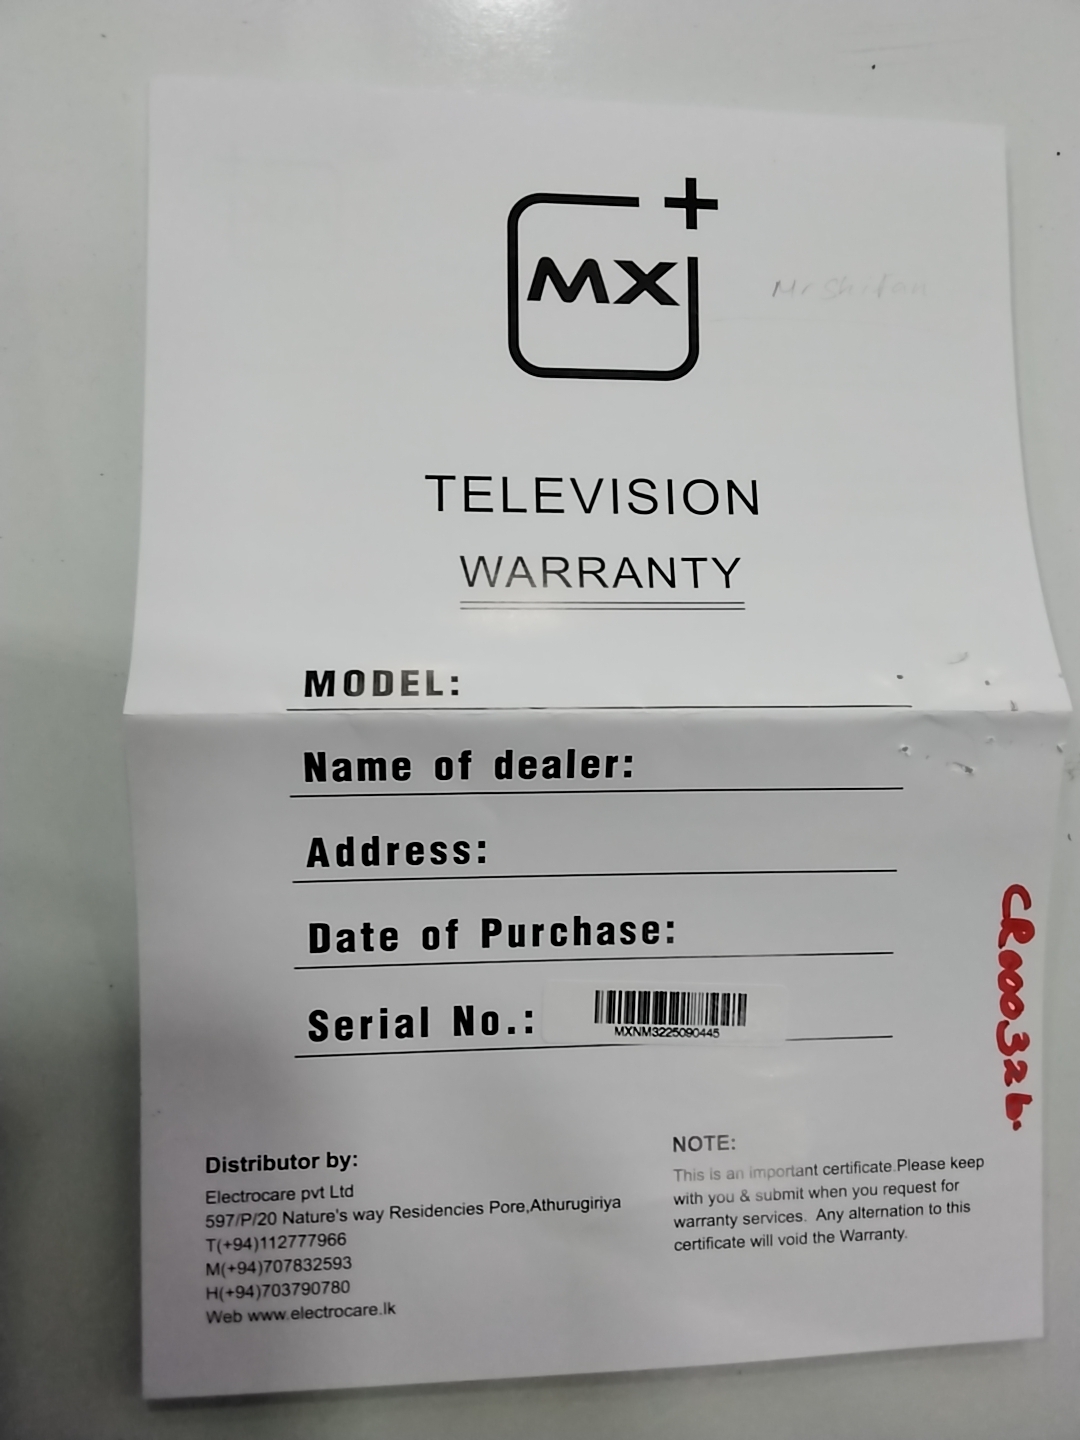 +
MX
TELEVISION
WARRANTY
MODEL:
Name of dealer:
Address:
Date of Purchase:
Serial No.:
MXNM3225090445
CR000326.
Distributor by:
Electrocare pvt Ltd
597/P/20 Nature's way Residencies Pore,Athurugiriya
T(+94)112777966
M(+94)707832593
H(+94)703790780
Web www.electrocare.lk
NOTE:
This is an important certificate.Please keep
with you & submit when you request for
warranty services. Any alternation to this
certificate will void the Warranty.